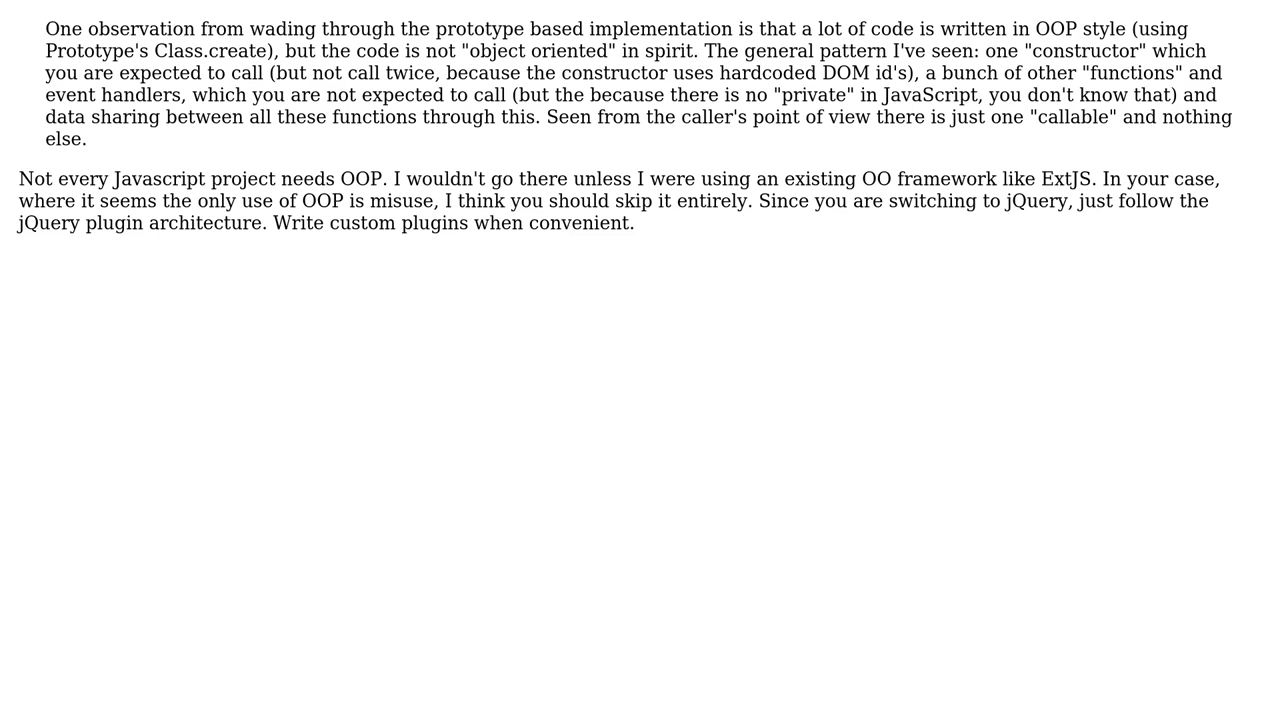 One observation from wading through the prototype based implementation is that a lot of code is written in OOP style (using
Prototype's Class.create), but the code is not "object oriented" in spirit. The general pattern I've seen: one "constructor" which
you are expected to call (but not call twice, because the constructor uses hardcoded DOM id's), a bunch of other "functions" and
event handlers, which you are not expected to call (but the because there is no "private" in JavaScript, you don't know that) and
data sharing between all these functions through this. Seen from the caller's point of view there is just one "callable" and nothing
else.
Not every Javascript project needs OOP. I wouldn't go there unless I were using an existing OO framework like ExtJS. In your case,
where it seems the only use of OOP is misuse, I think you should skip it entirely. Since you are switching to jQuery, just follow the
jQuery plugin architecture. Write custom plugins when convenient.